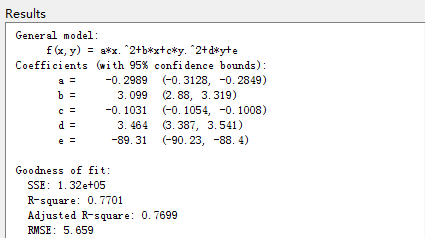 Results
General model:
f(x,y) = a*x.^2+b*x+c*y.^2+d*y+e
Coefficients (with 95% confidence bounds):
a = -0.2989 (-0.3128, -0.2849)
b = 3.099 (2.88, 3.319)
c = -0.1031 (-0.1054, -0.1008)
d = 3.464 (3.387, 3.541)
e = -89.31 (-90.23, -88.4)
Goodness of fit:
SSE: 1.32e+05
R-square: 0.7701
Adjusted R-square: 0.7699
RMSE: 5.659